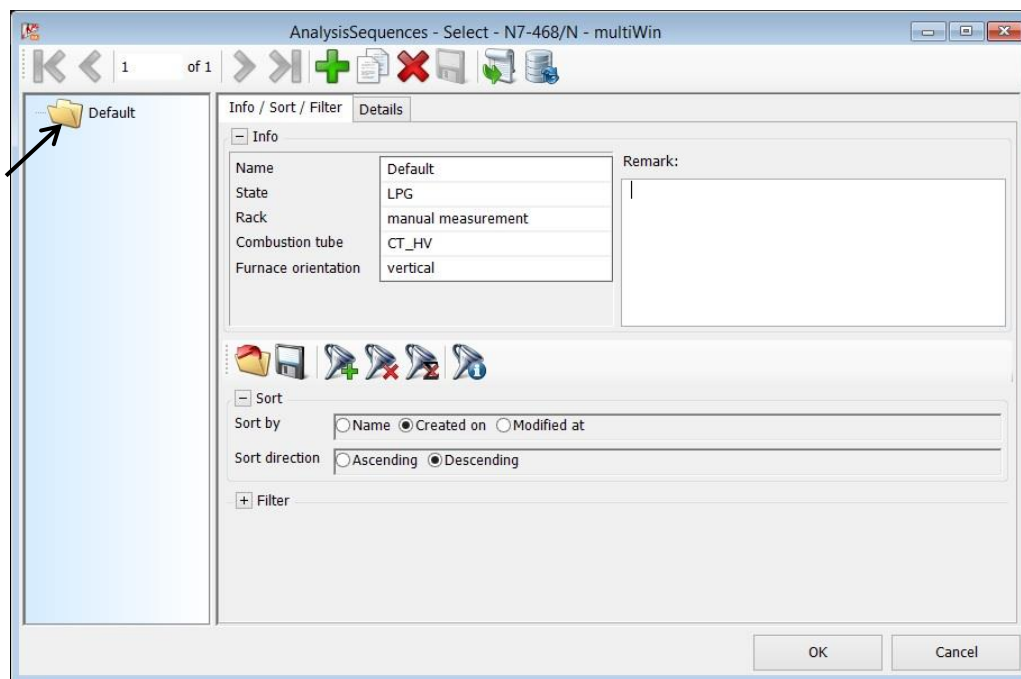 AnalysisSequences - Select - N7-468/N - multiWin
1 of 1
Default
Info / Sort / Filter Details
Info
Name Default
State LPG
Rack manual measurement
Combustion tube CT_HV
Furnace orientation vertical
Remark:
Sort
Sort by Name Created on Modified at
Sort direction Ascending Descending
Filter
OK Cancel